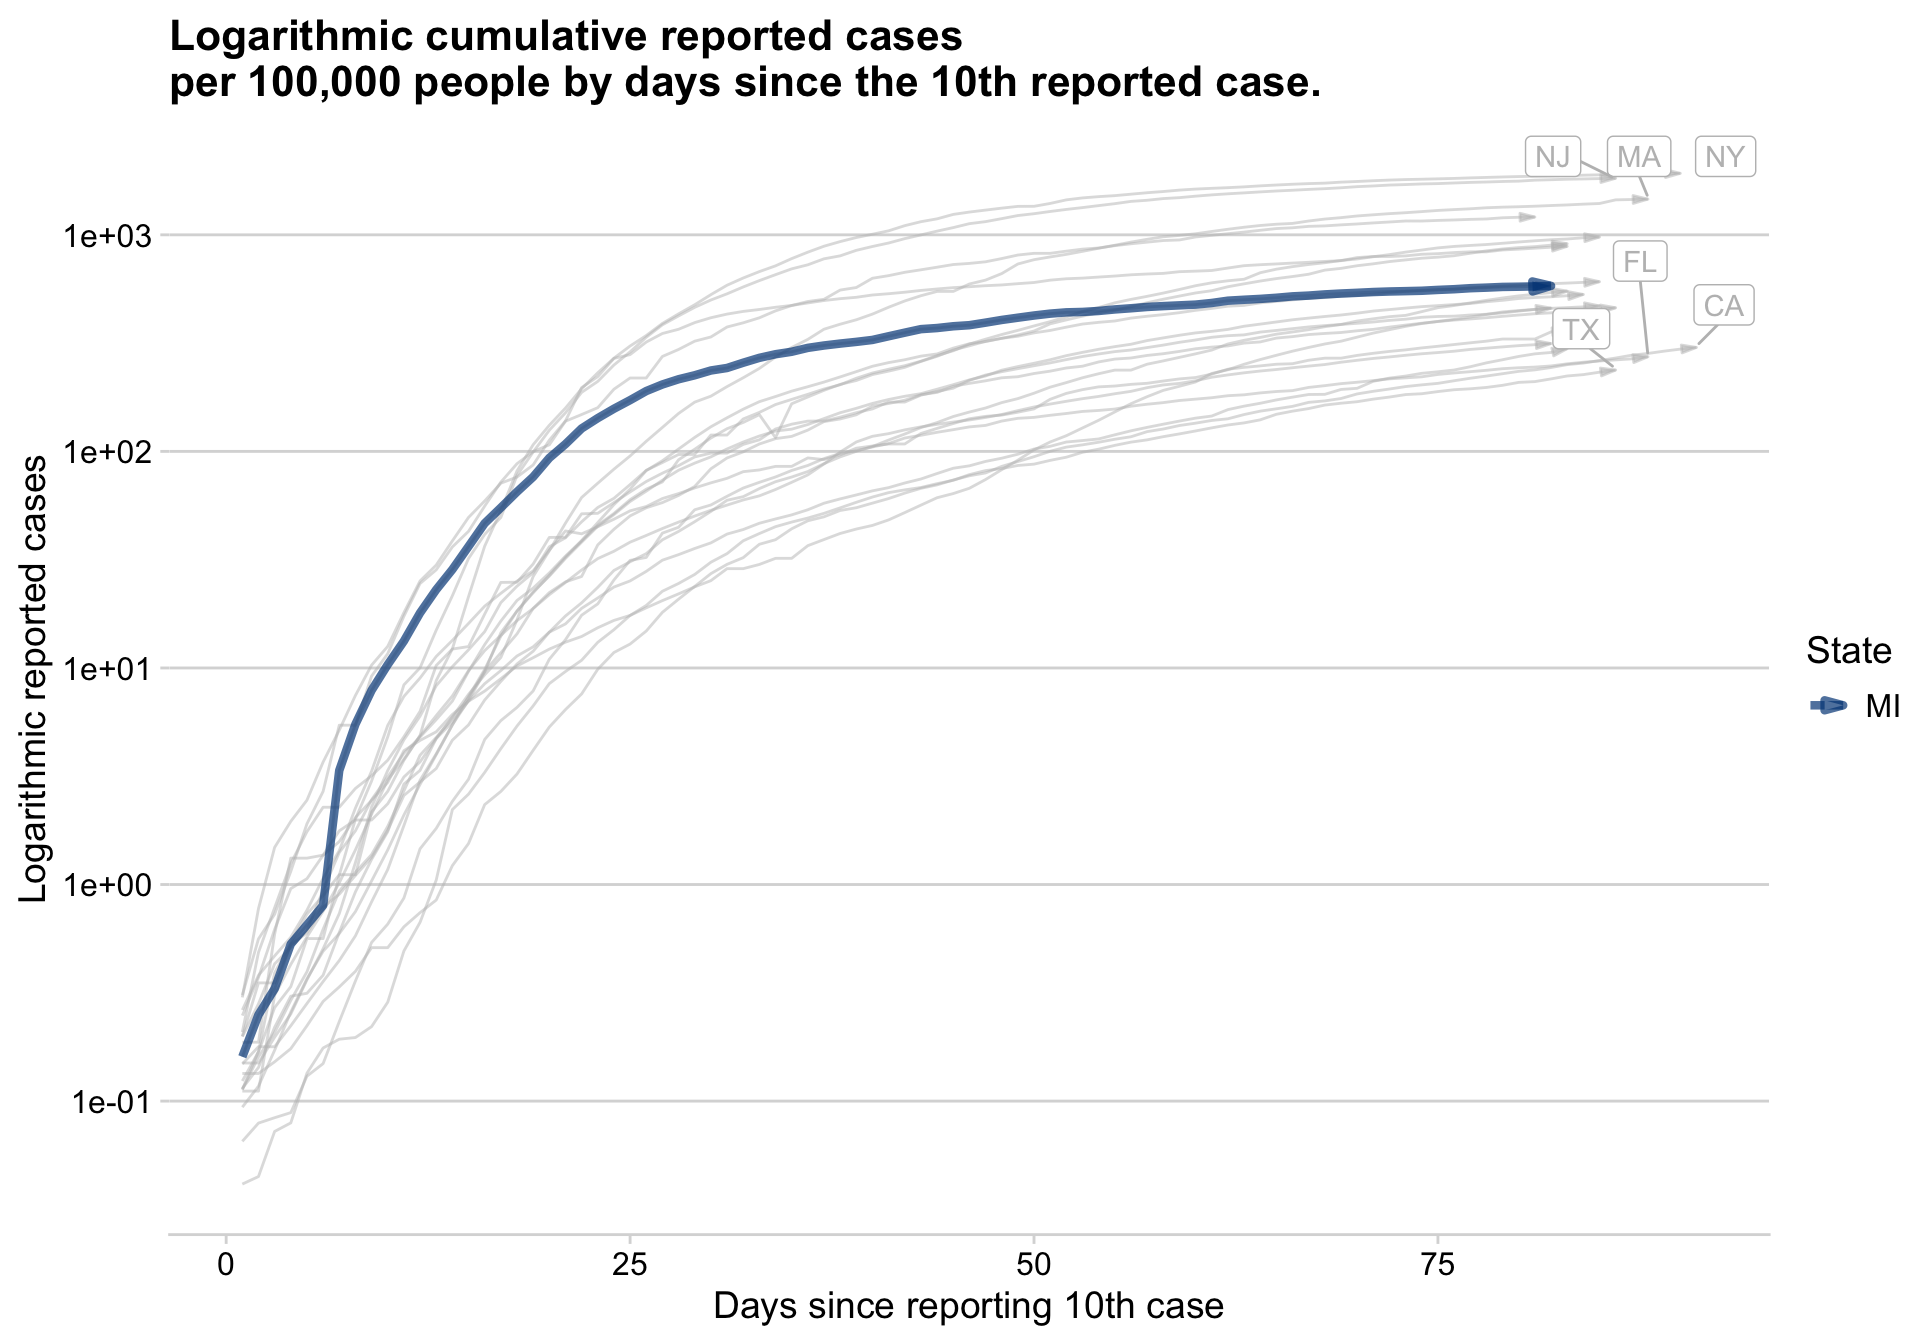 Logarithmic cumulative reported cases
per 100,000 people by days since the 10th reported case.
NJ
MA
NY
1e+03
FL
CA
TX
1e+02
Logarithmic reported cases
1e+01
State
MI
1e+00
1e-01
0
25
50
75
Days since reporting 10th case